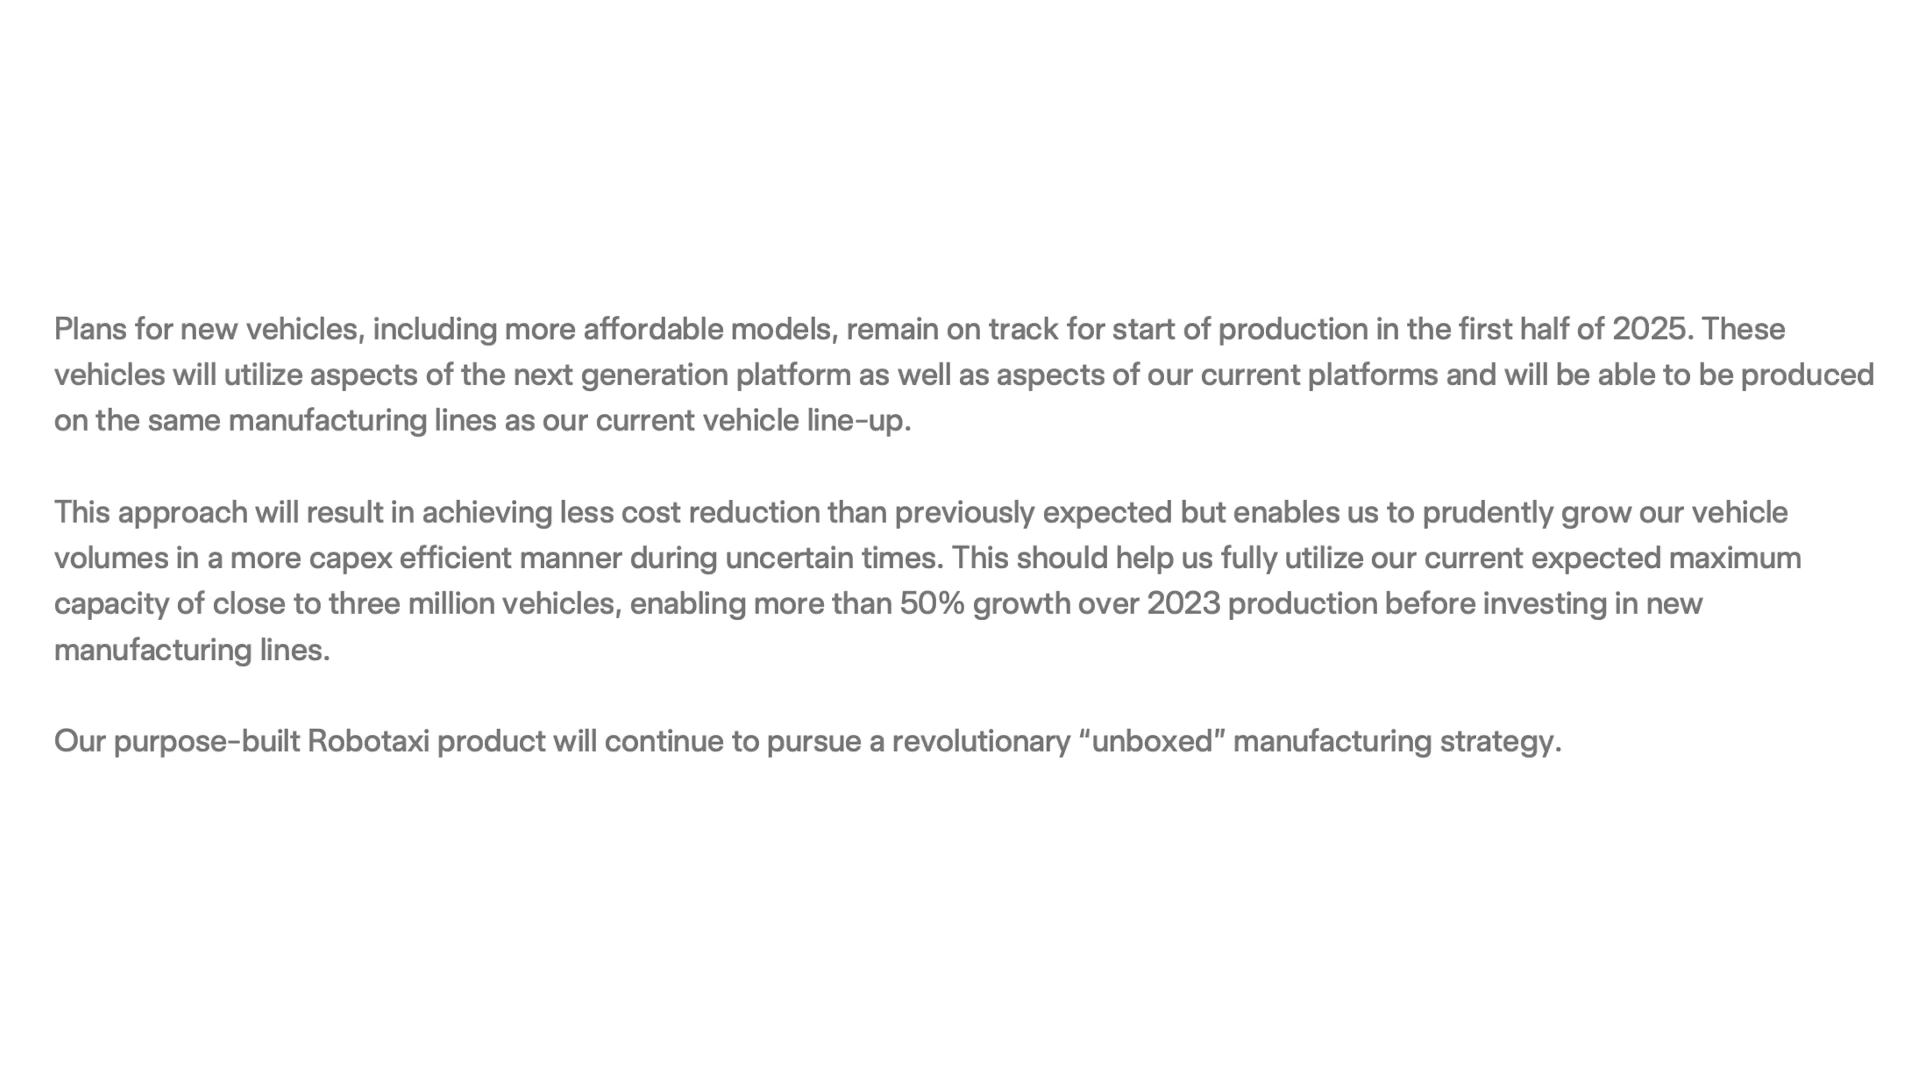 Plans for new vehicles, including more affordable models, remain on track for start of production in the first half of 2025. These
vehicles will utilize aspects of the next generation platform as well as aspects of our current platforms and will be able to be produced
on the same manufacturing lines as our current vehicle line-up.
This approach will result in achieving less cost reduction than previously expected but enables us to prudently grow our vehicle
volumes in a more capex efficient manner during uncertain times. This should help us fully utilize our current expected maximum
capacity of close to three million vehicles, enabling more than 50% growth over 2023 production before investing in new
manufacturing lines.
Our purpose-built Robotaxi product will continue to pursue a revolutionary “unboxed” manufacturing strategy.